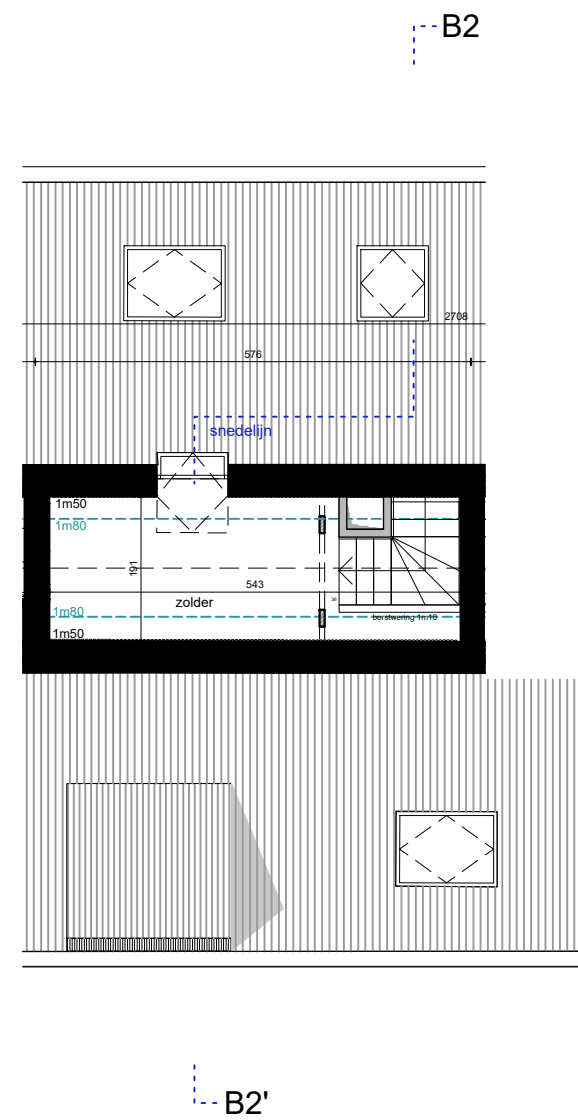 B2
2708
576
snedelijn
1m50
1m80
191
543
zolder
36
1m80
borstwering 1m10
1m50
B2'